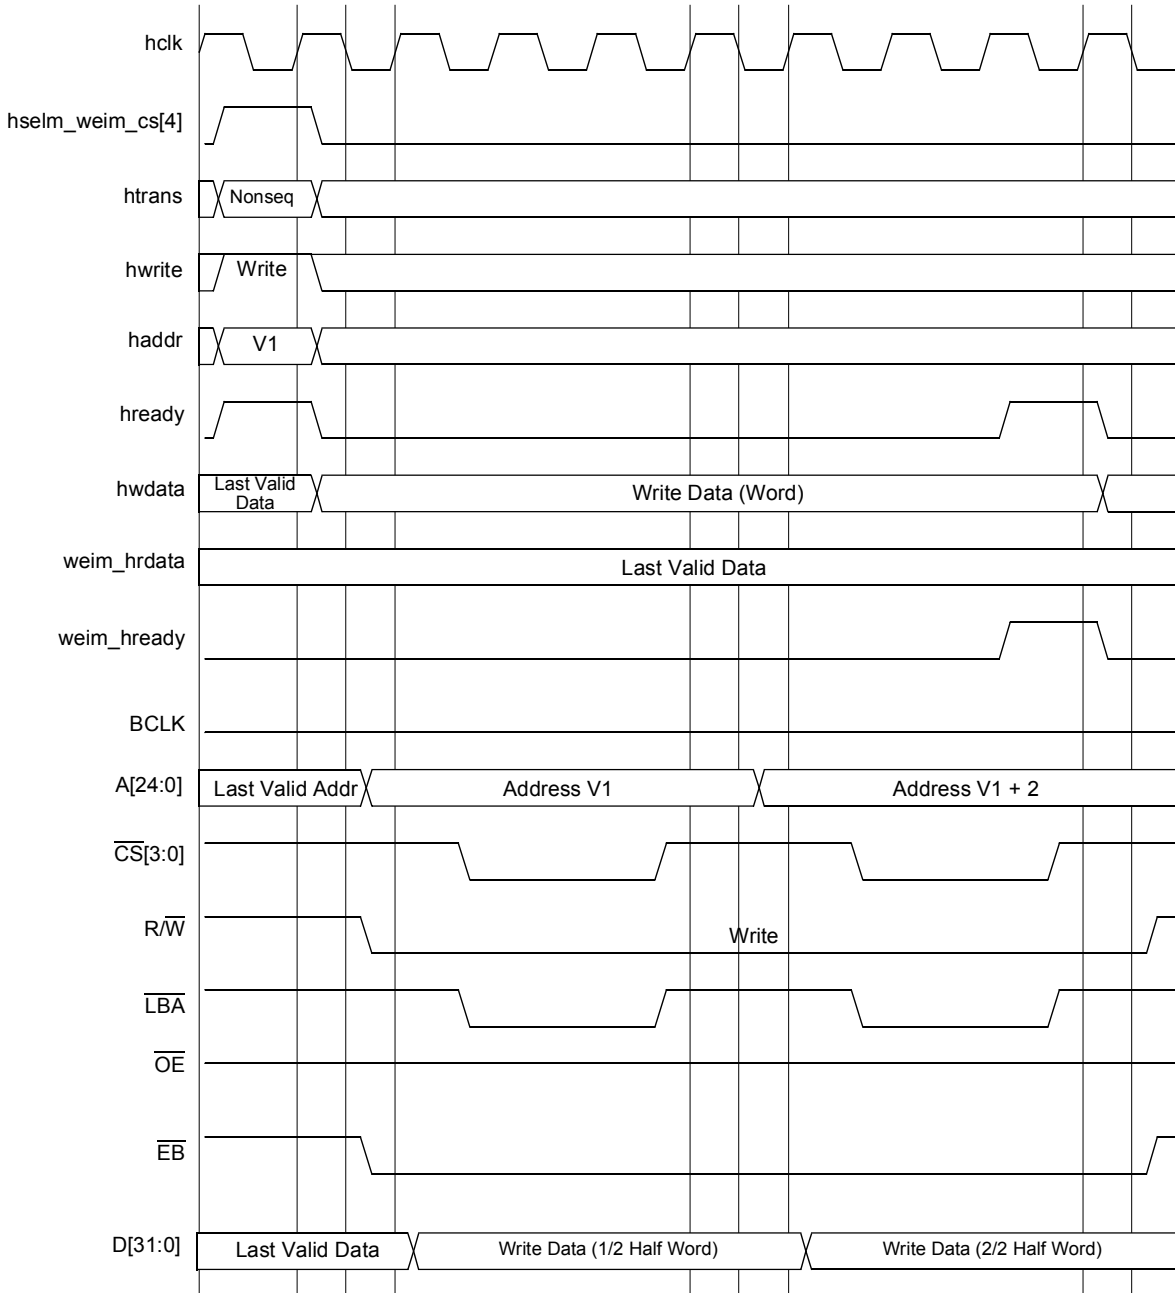 hclk
hselm_weim_cs[4]
htrans Nonseq
hwrite Write
haddr V1
hready
hwdata Last Valid Data Write Data (Word)
weim_hrdata Last Valid Data
weim_hready
BCLK
A[24:0] Last Valid Addr Address V1 Address V1 + 2
CS[3:0]
R/W Write
LBA
OE
EB
D[31:0] Last Valid Data Write Data (1/2 Half Word) Write Data (2/2 Half Word)